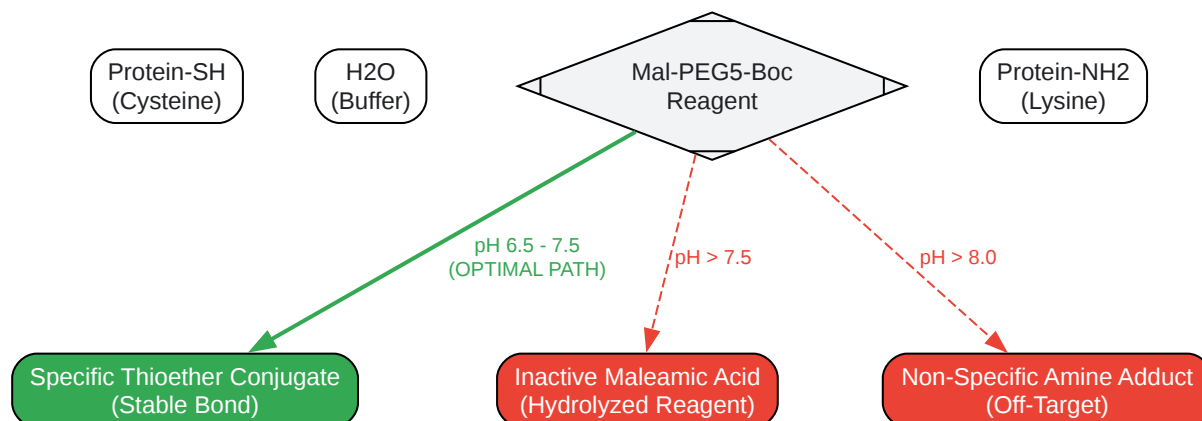 Protein-SH
(Cysteine)
H2O
(Buffer)
Mal-PEG5-Boc
Reagent
Protein-NH2
(Lysine)
pH 6.5 - 7.5
(OPTIMAL PATH)
pH > 7.5
pH > 8.0
Specific Thioether Conjugate
(Stable Bond)
Inactive Maleamic Acid
(Hydrolyzed Reagent)
Non-Specific Amine Adduct
(Off-Target)